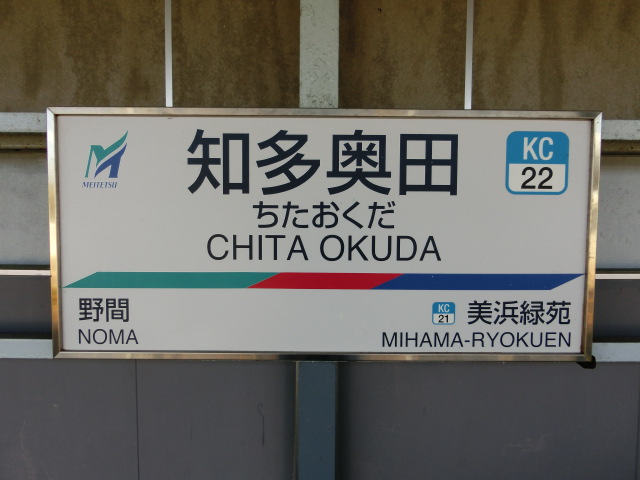 MEITETSU
知多奥田
KC
22
ちたおくだ
CHITA OKUDA
野間
NOMA
KC
21
美浜緑苑
MIHAMA-RYOKUEN